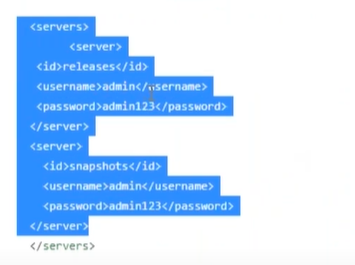 <servers>
<server>
<id>releases</id>
<username>admin</username>
<password>admin123</password>
</server>
<server>
<id>snapshots</id>
<username>admin</username>
<password>admin123</password>
</server>
</servers>